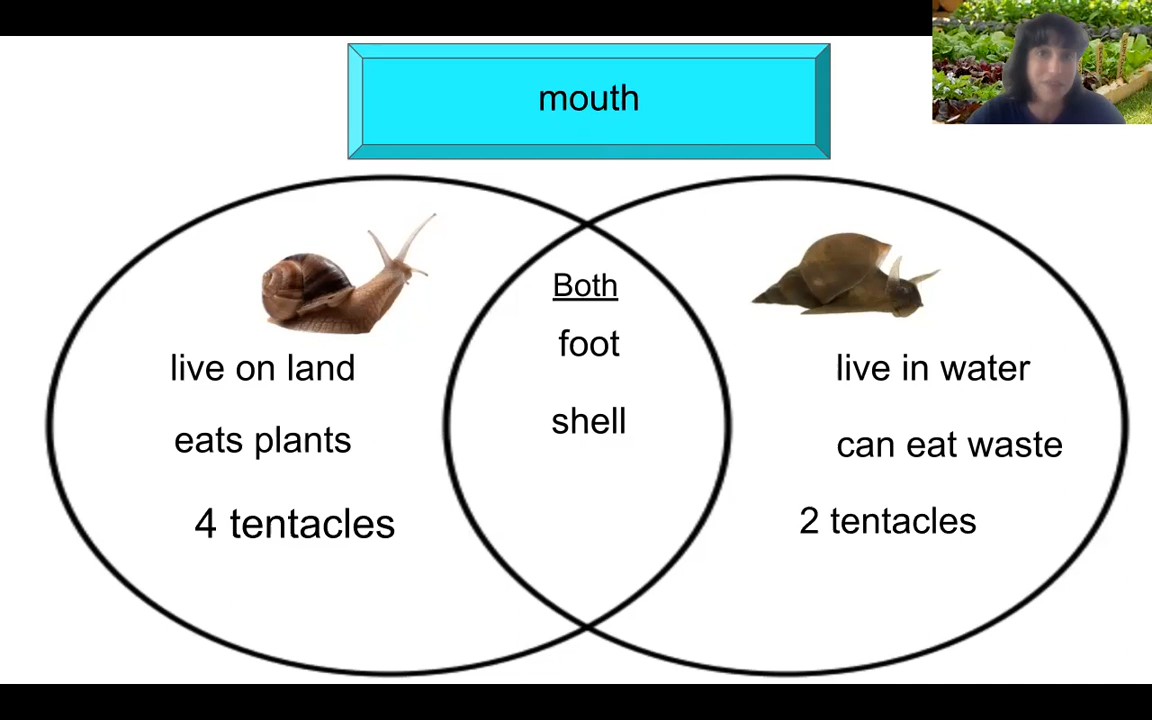 mouth
Both
foot
shell
live on land
eats plants
4 tentacles
live in water
can eat waste
2 tentacles